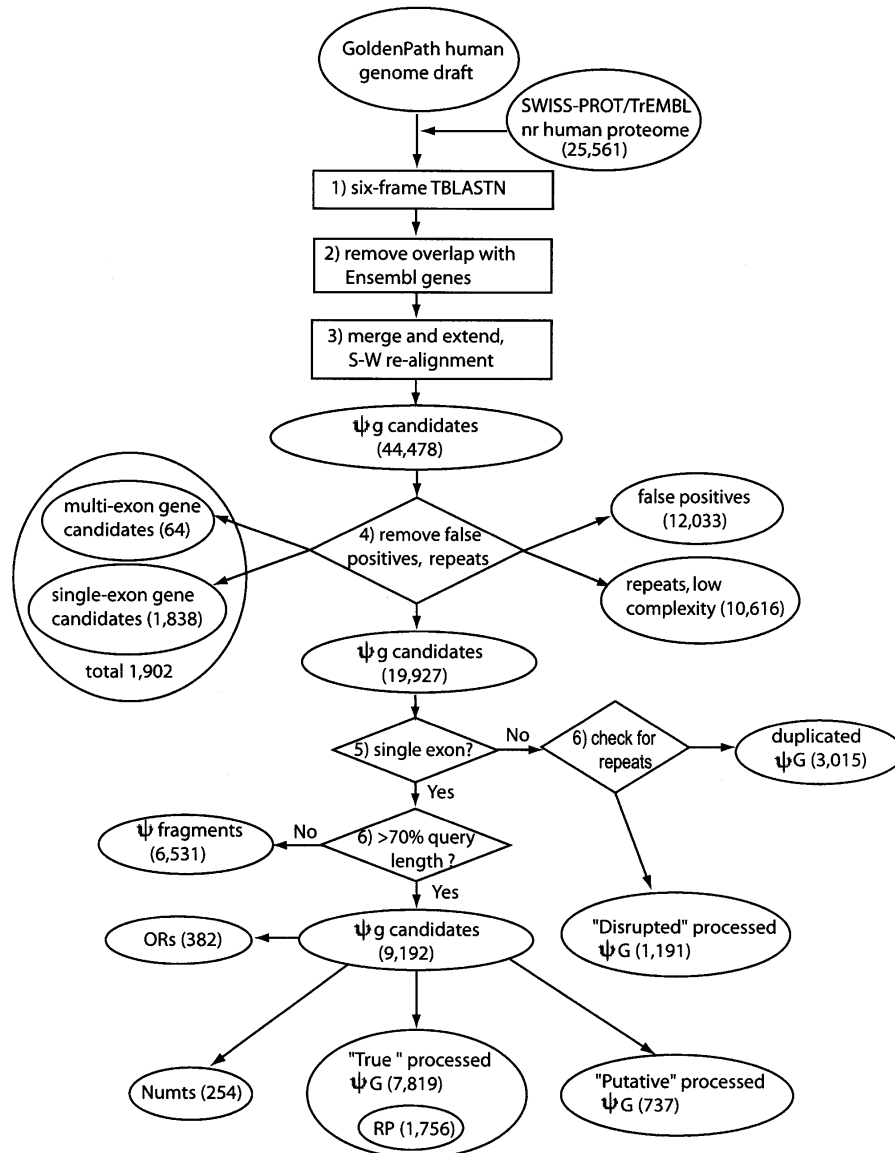 GoldenPath human
genome draft
SWISS-PROT/TrEMBL
nr human proteome
(25,561)
1) six-frame TBLASTN
2) remove overlap with
Ensembl genes
3) merge and extend,
S-W re-alignment
ψg candidates
(44,478)
multi-exon gene
candidates (64)
single-exon gene
candidates (1,838)
total 1,902
4) remove false
positives, repeats
false positives
(12,033)
repeats, low
complexity (10,616)
ψg candidates
(19,927)
5) single exon?
No
6) check for
repeats
duplicated
ψG (3,015)
Yes
ψ fragments
(6,531)
No
6) >70% query
length ?
Yes
"Disrupted" processed
ψG (1,191)
ORs (382)
ψg candidates
(9,192)
Numts (254)
"True " processed
ψG (7,819)
RP (1,756)
"Putative" processed
ψG (737)